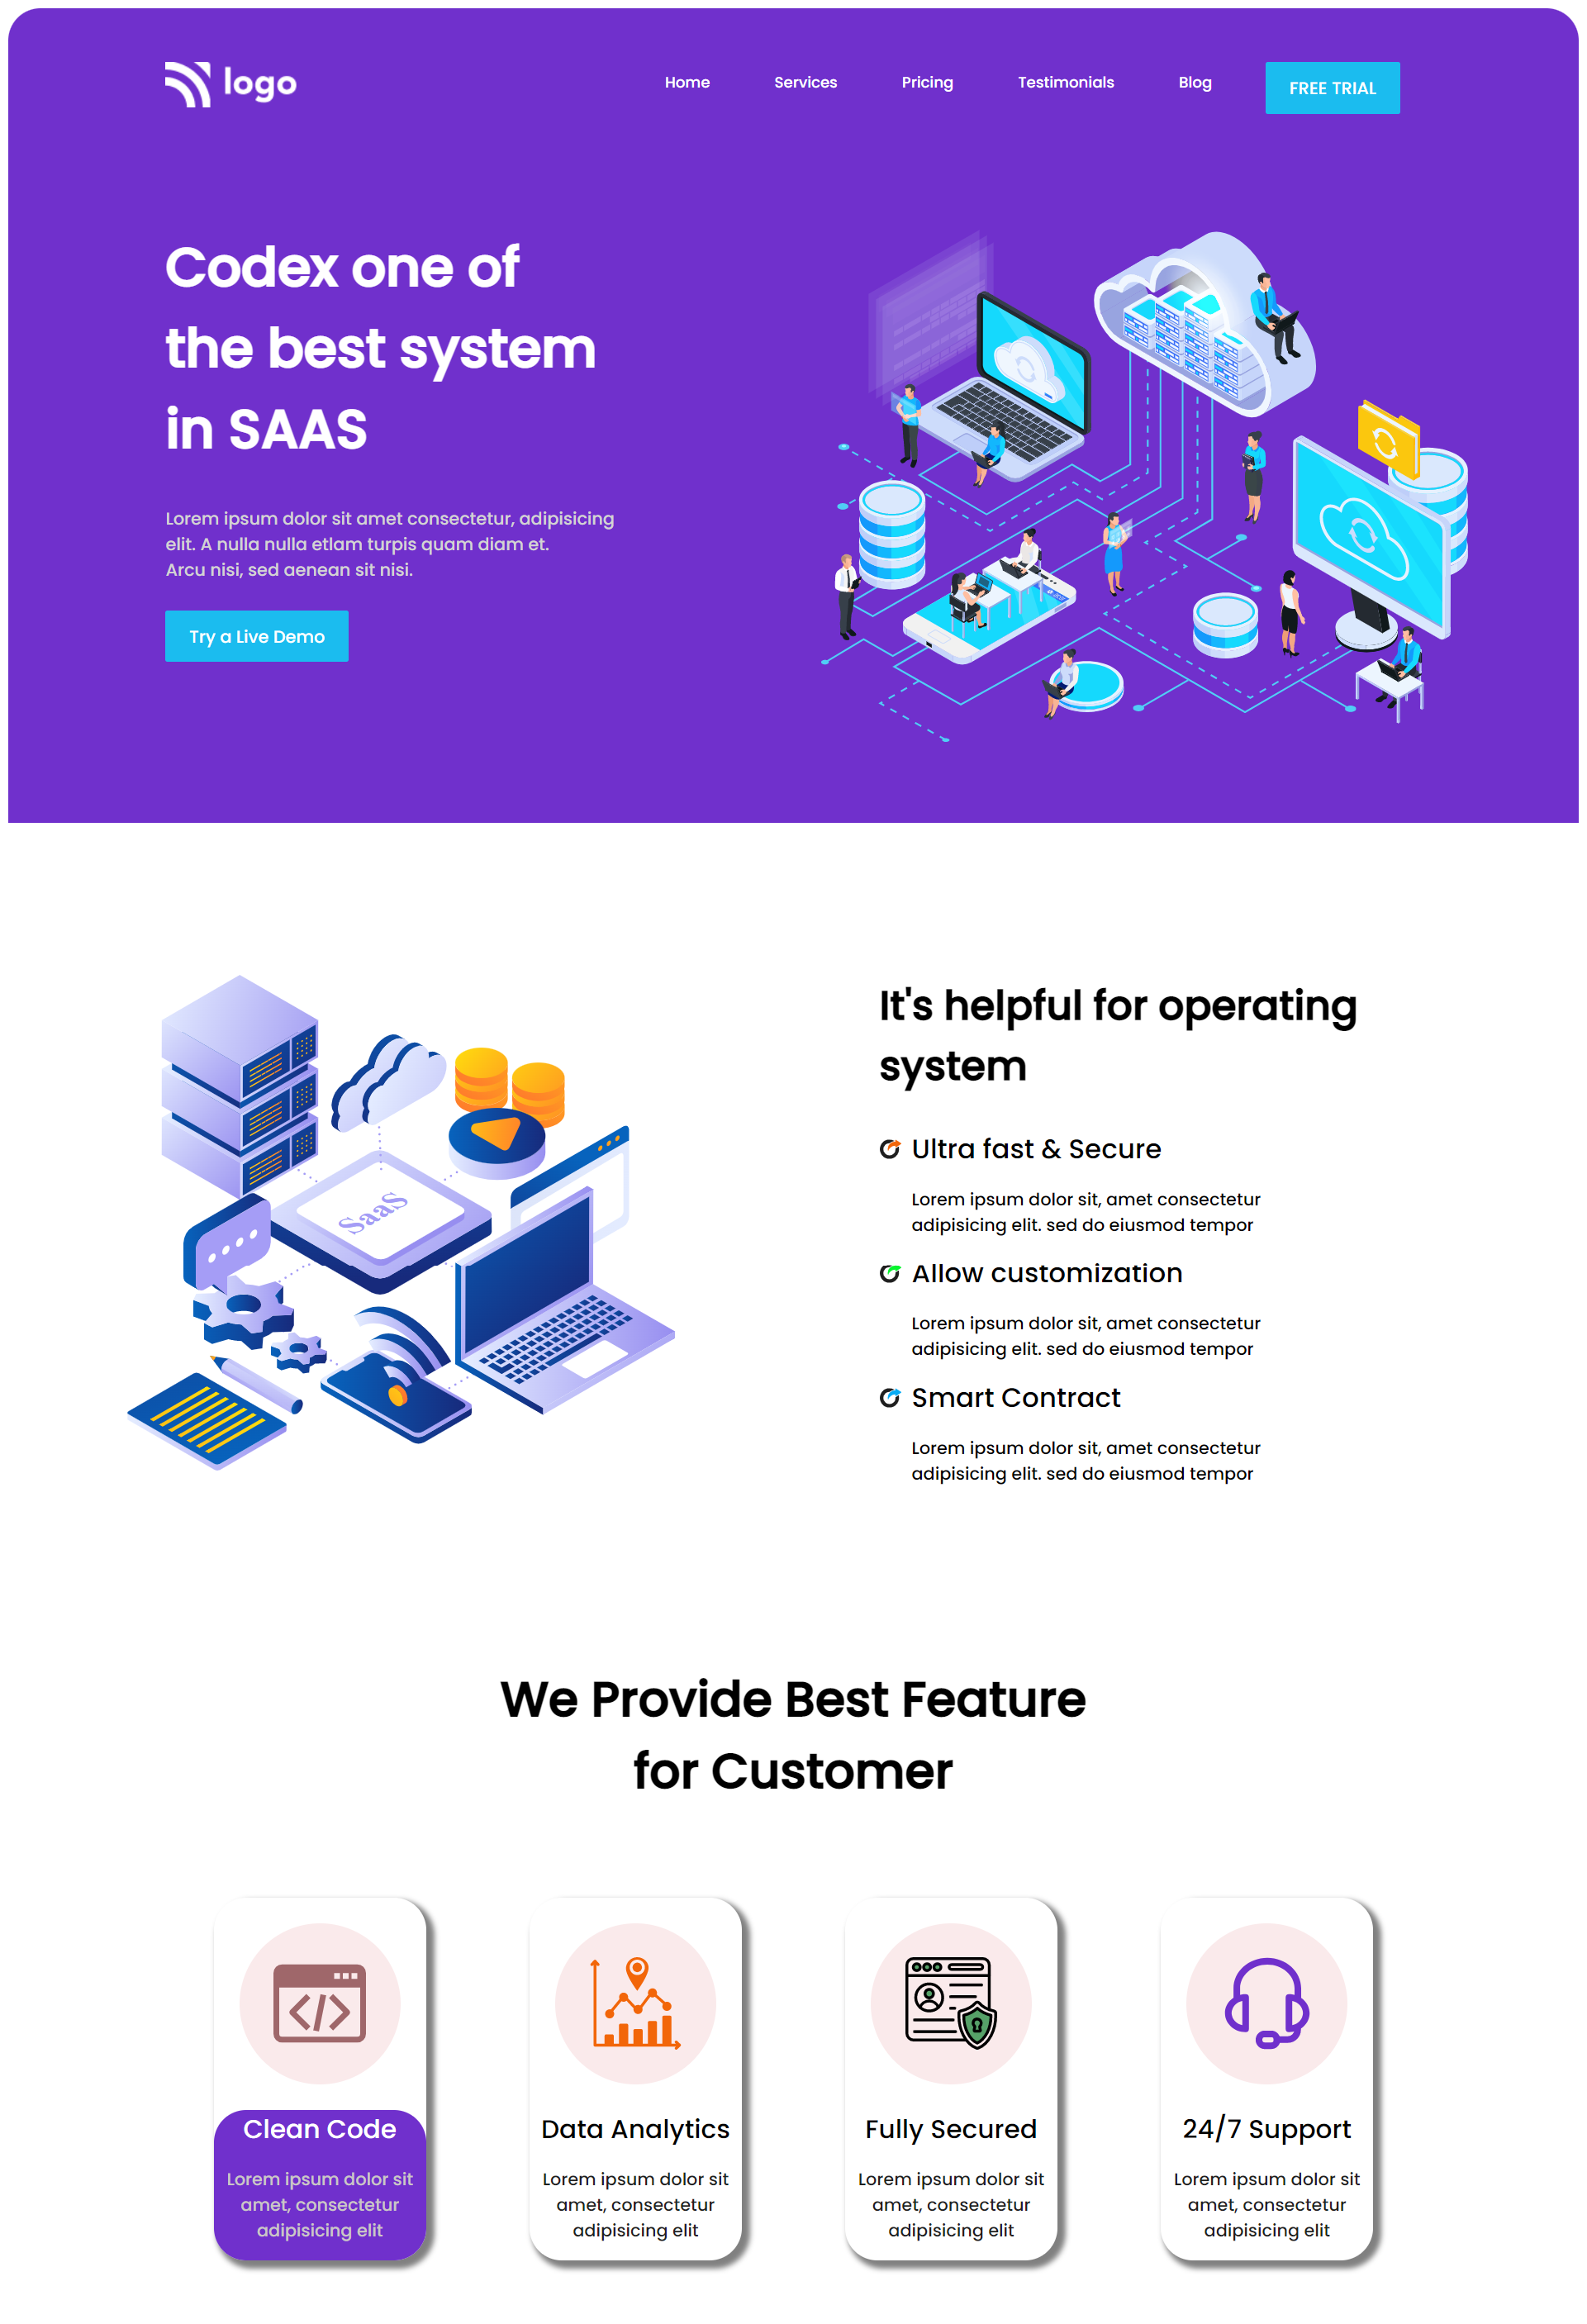 logo
Home
Services
Pricing
Testimonials
Blog
FREE TRIAL
Codex one of
the best system
in SAAS
Lorem ipsum dolor sit amet consectetur, adipisicing
elit. A nulla nulla etlam turpis quam diam et.
Arcu nisi, sed aenean sit nisi.
Try a Live Demo
SaaS
It's helpful for operating
system
Ultra fast & Secure
Lorem ipsum dolor sit, amet consectetur
adipisicing elit. sed do eiusmod tempor
Allow customization
Lorem ipsum dolor sit, amet consectetur
adipisicing elit. sed do eiusmod tempor
Smart Contract
Lorem ipsum dolor sit, amet consectetur
adipisicing elit. sed do eiusmod tempor
We Provide Best Feature
for Customer
Clean Code
Lorem ipsum dolor sit
amet, consectetur
adipisicing elit
Data Analytics
Lorem ipsum dolor sit
amet, consectetur
adipisicing elit
Fully Secured
Lorem ipsum dolor sit
amet, consectetur
adipisicing elit
24/7 Support
Lorem ipsum dolor sit
amet, consectetur
adipisicing elit